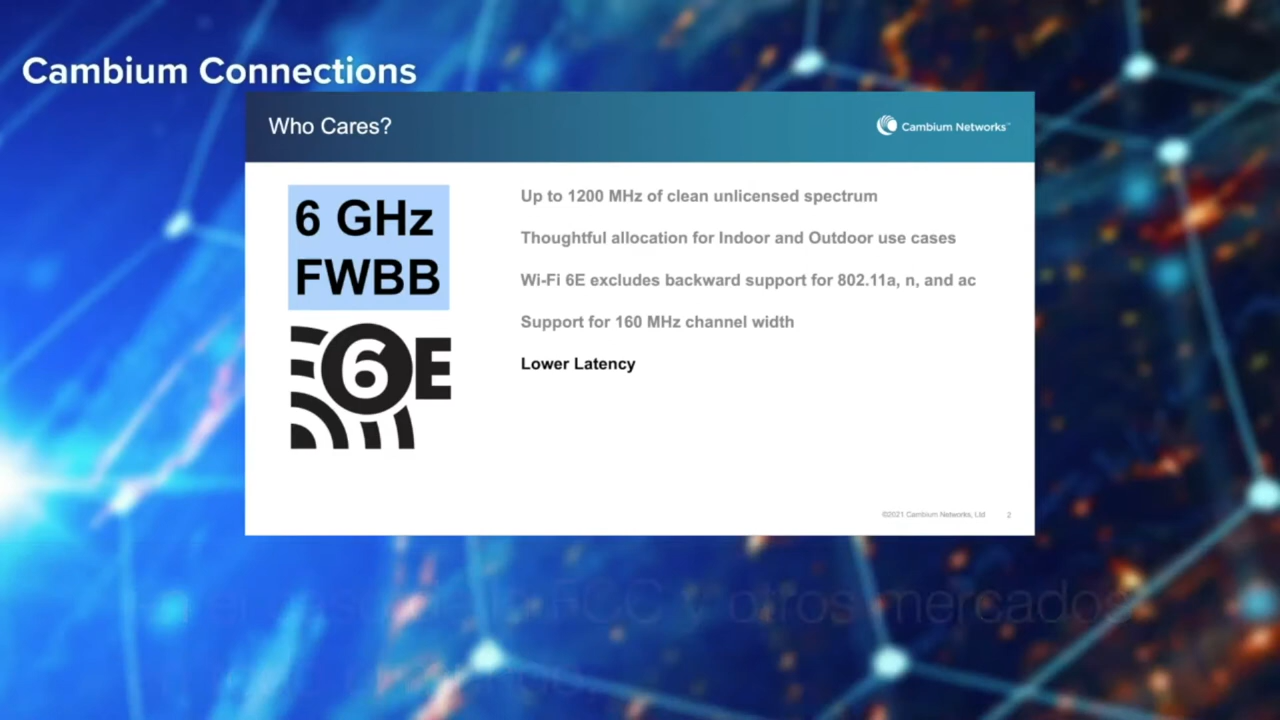 Cambium Connections
Who Cares?
Cambium Networks™
6 GHz
FWBB
Up to 1200 MHz of clean unlicensed spectrum
Thoughtful allocation for Indoor and Outdoor use cases
Wi-Fi 6E excludes backward support for 802.11a, n, and ac
Support for 160 MHz channel width
Lower Latency
6E
©2021 Cambium Networks, Ltd
2
FCC y otros mercados